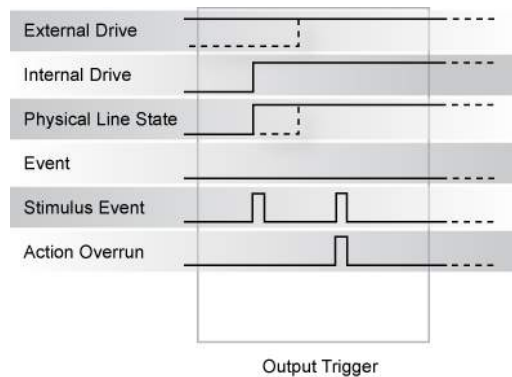 External Drive
Internal Drive
Physical Line State
Event
Stimulus Event
Action Overrun
Output Trigger